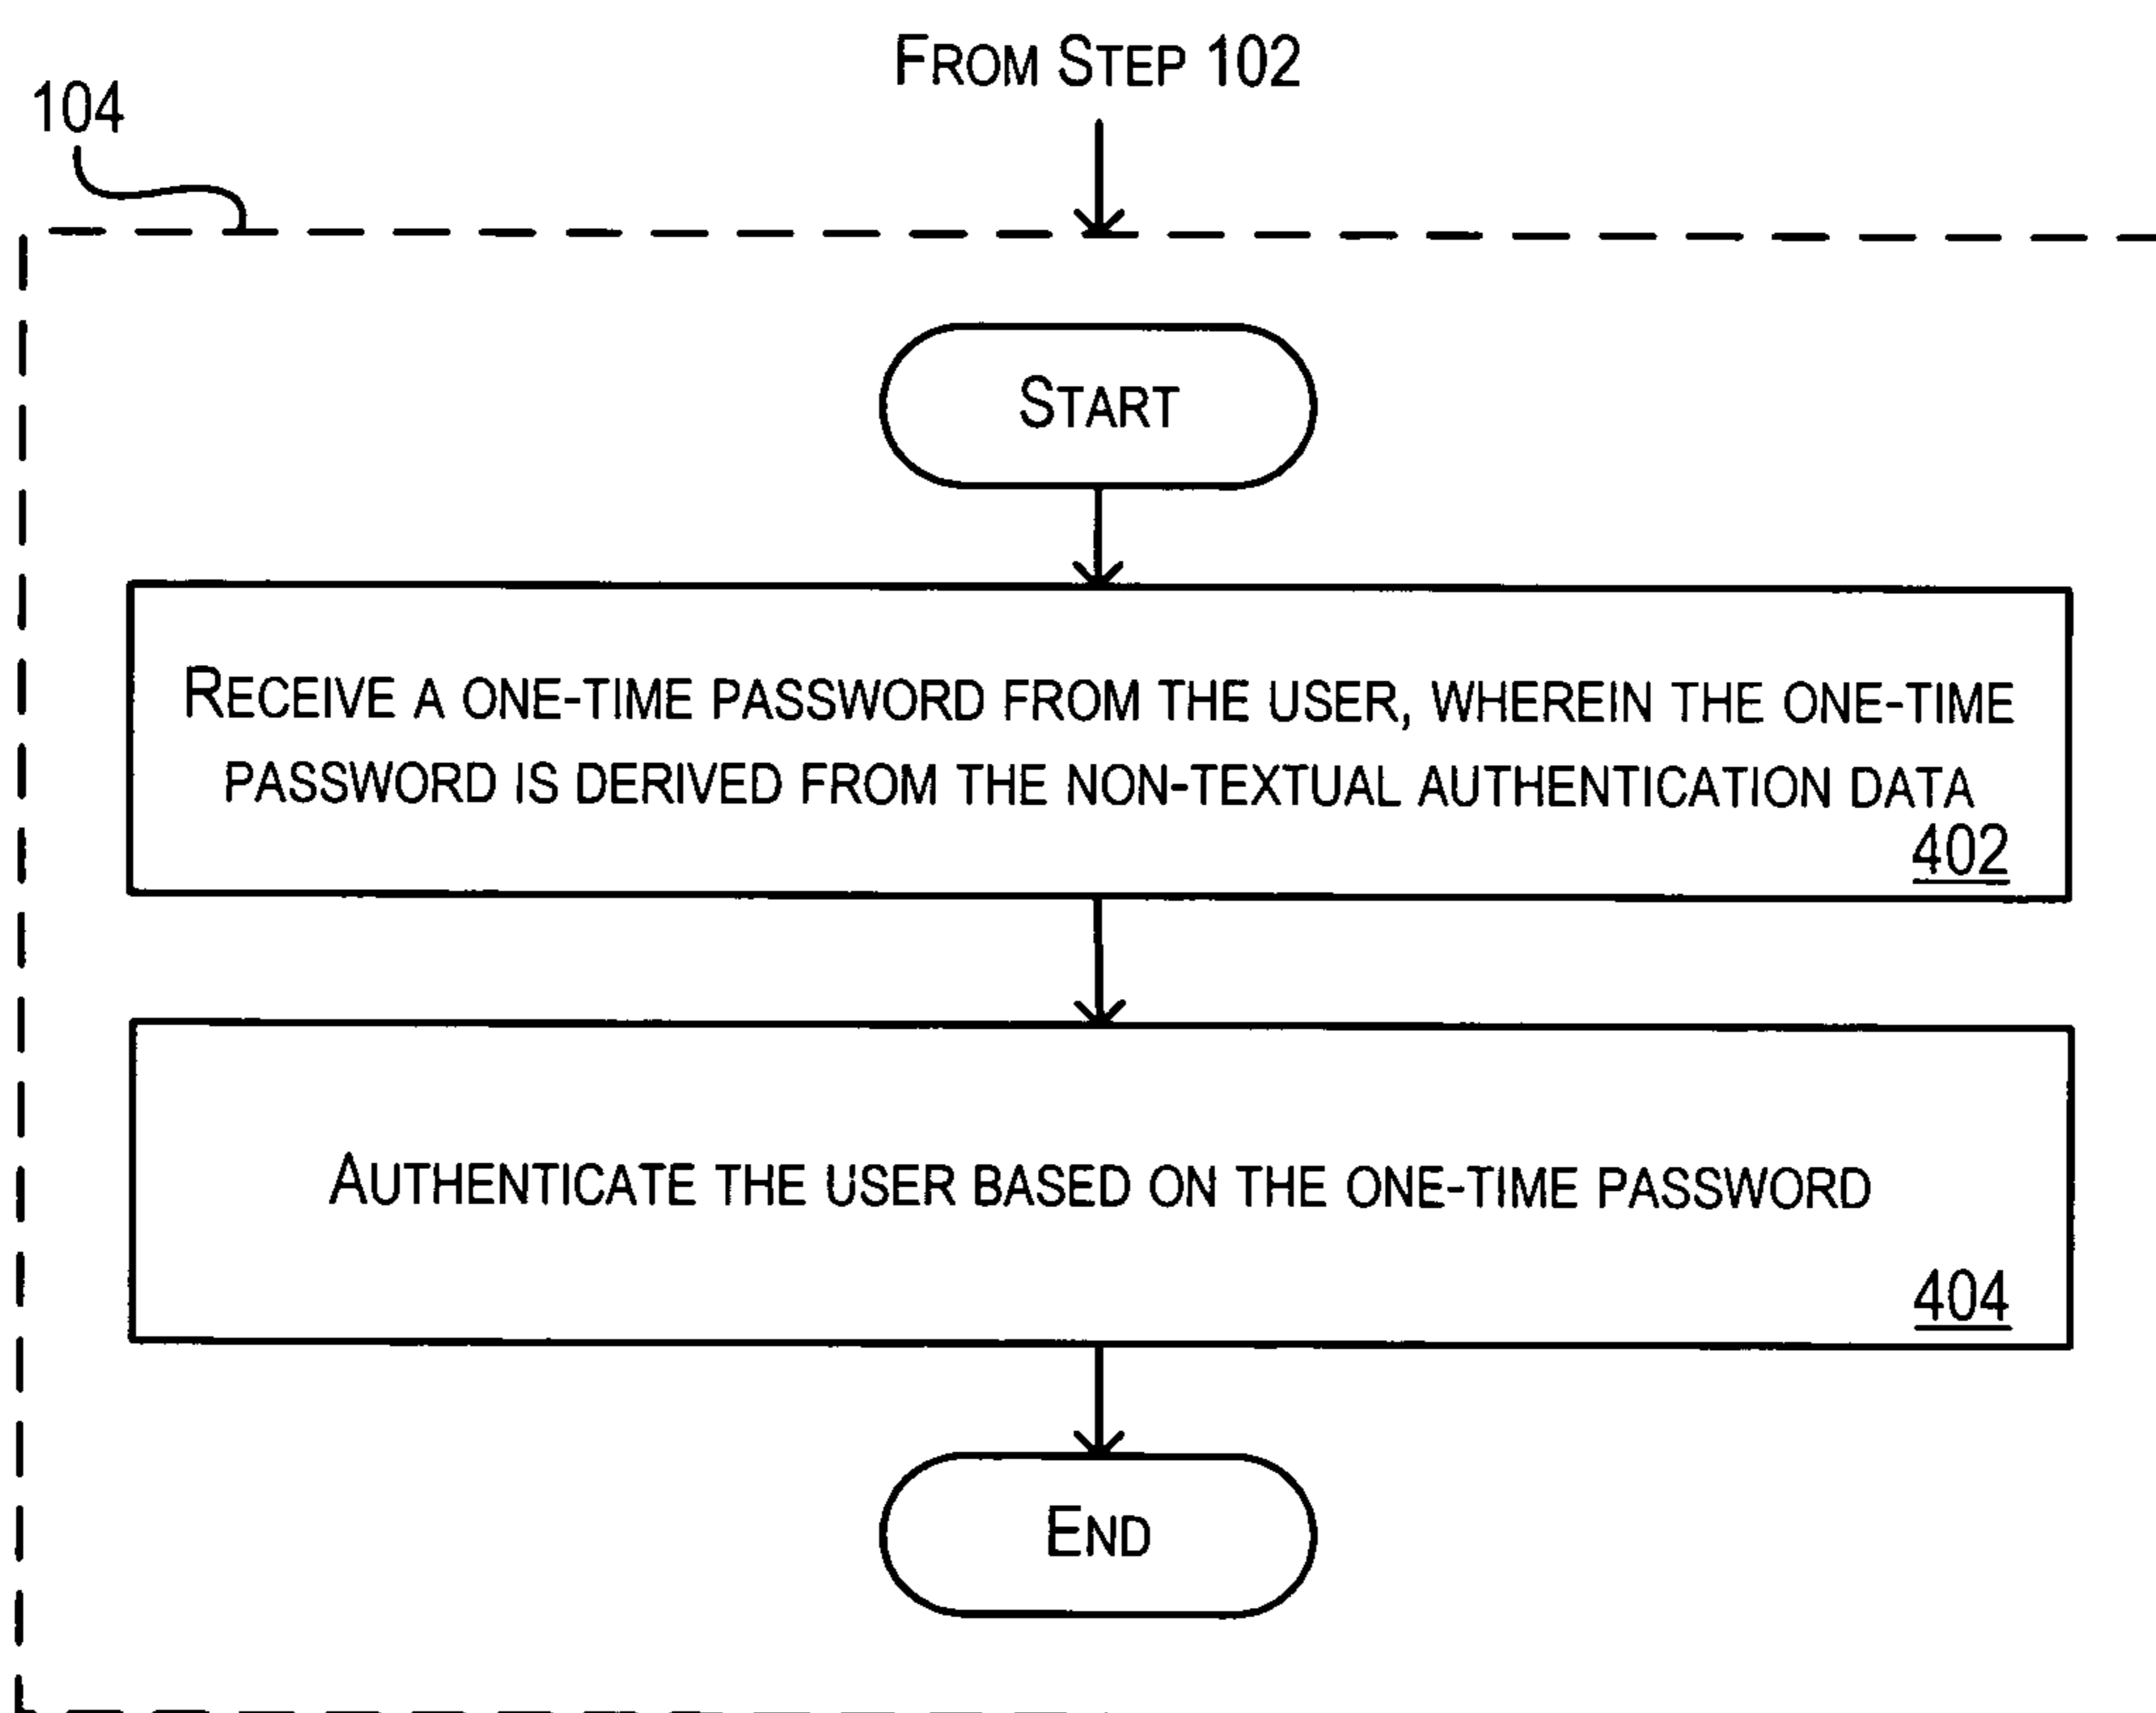 FROM STEP 102
104
START
RECEIVE A ONE-TIME PASSWORD FROM THE USER, WHEREIN THE ONE-TIME
PASSWORD IS DERIVED FROM THE NON-TEXTUAL AUTHENTICATION DATA
402
AUTHENTICATE THE USER BASED ON THE ONE-TIME PASSWORD
404
END